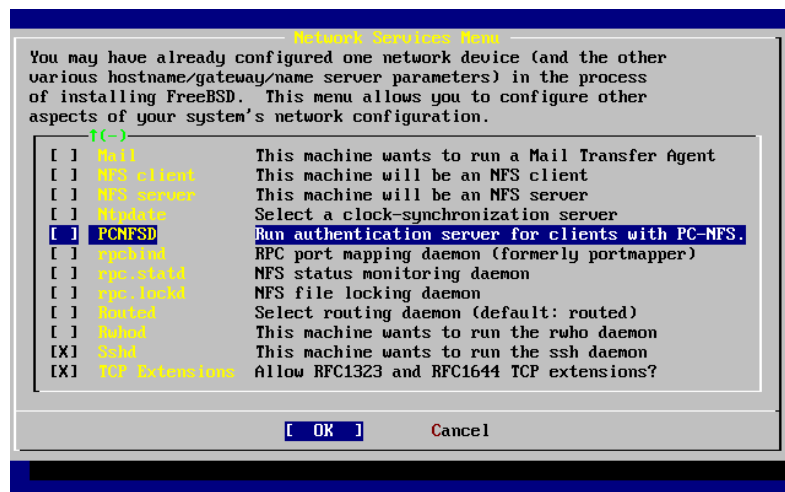 Network Services Menu
You may have already configured one network device (and the other
various hostname/gateway/name server parameters) in the process
of installing FreeBSD.  This menu allows you to configure other
aspects of your system's network configuration.
↑(-)
[ ] Mail This machine wants to run a Mail Transfer Agent
[ ] NFS client This machine will be an NFS client
[ ] NFS server This machine will be an NFS server
[ ] Ntpdate Select a clock-synchronization server
[ ] PCNFSD Run authentication server for clients with PC-NFS.
[ ] rpcbind RPC port mapping daemon (formerly portmapper)
[ ] rpc.statd NFS status monitoring daemon
[ ] rpc.lockd NFS file locking daemon
[ ] Routed Select routing daemon (default: routed)
[ ] Rwhod This machine wants to run the rwho daemon
[X] Sshd This machine wants to run the ssh daemon
[X] TCP Extensions Allow RFC1323 and RFC1644 TCP extensions?
[ OK ] Cancel